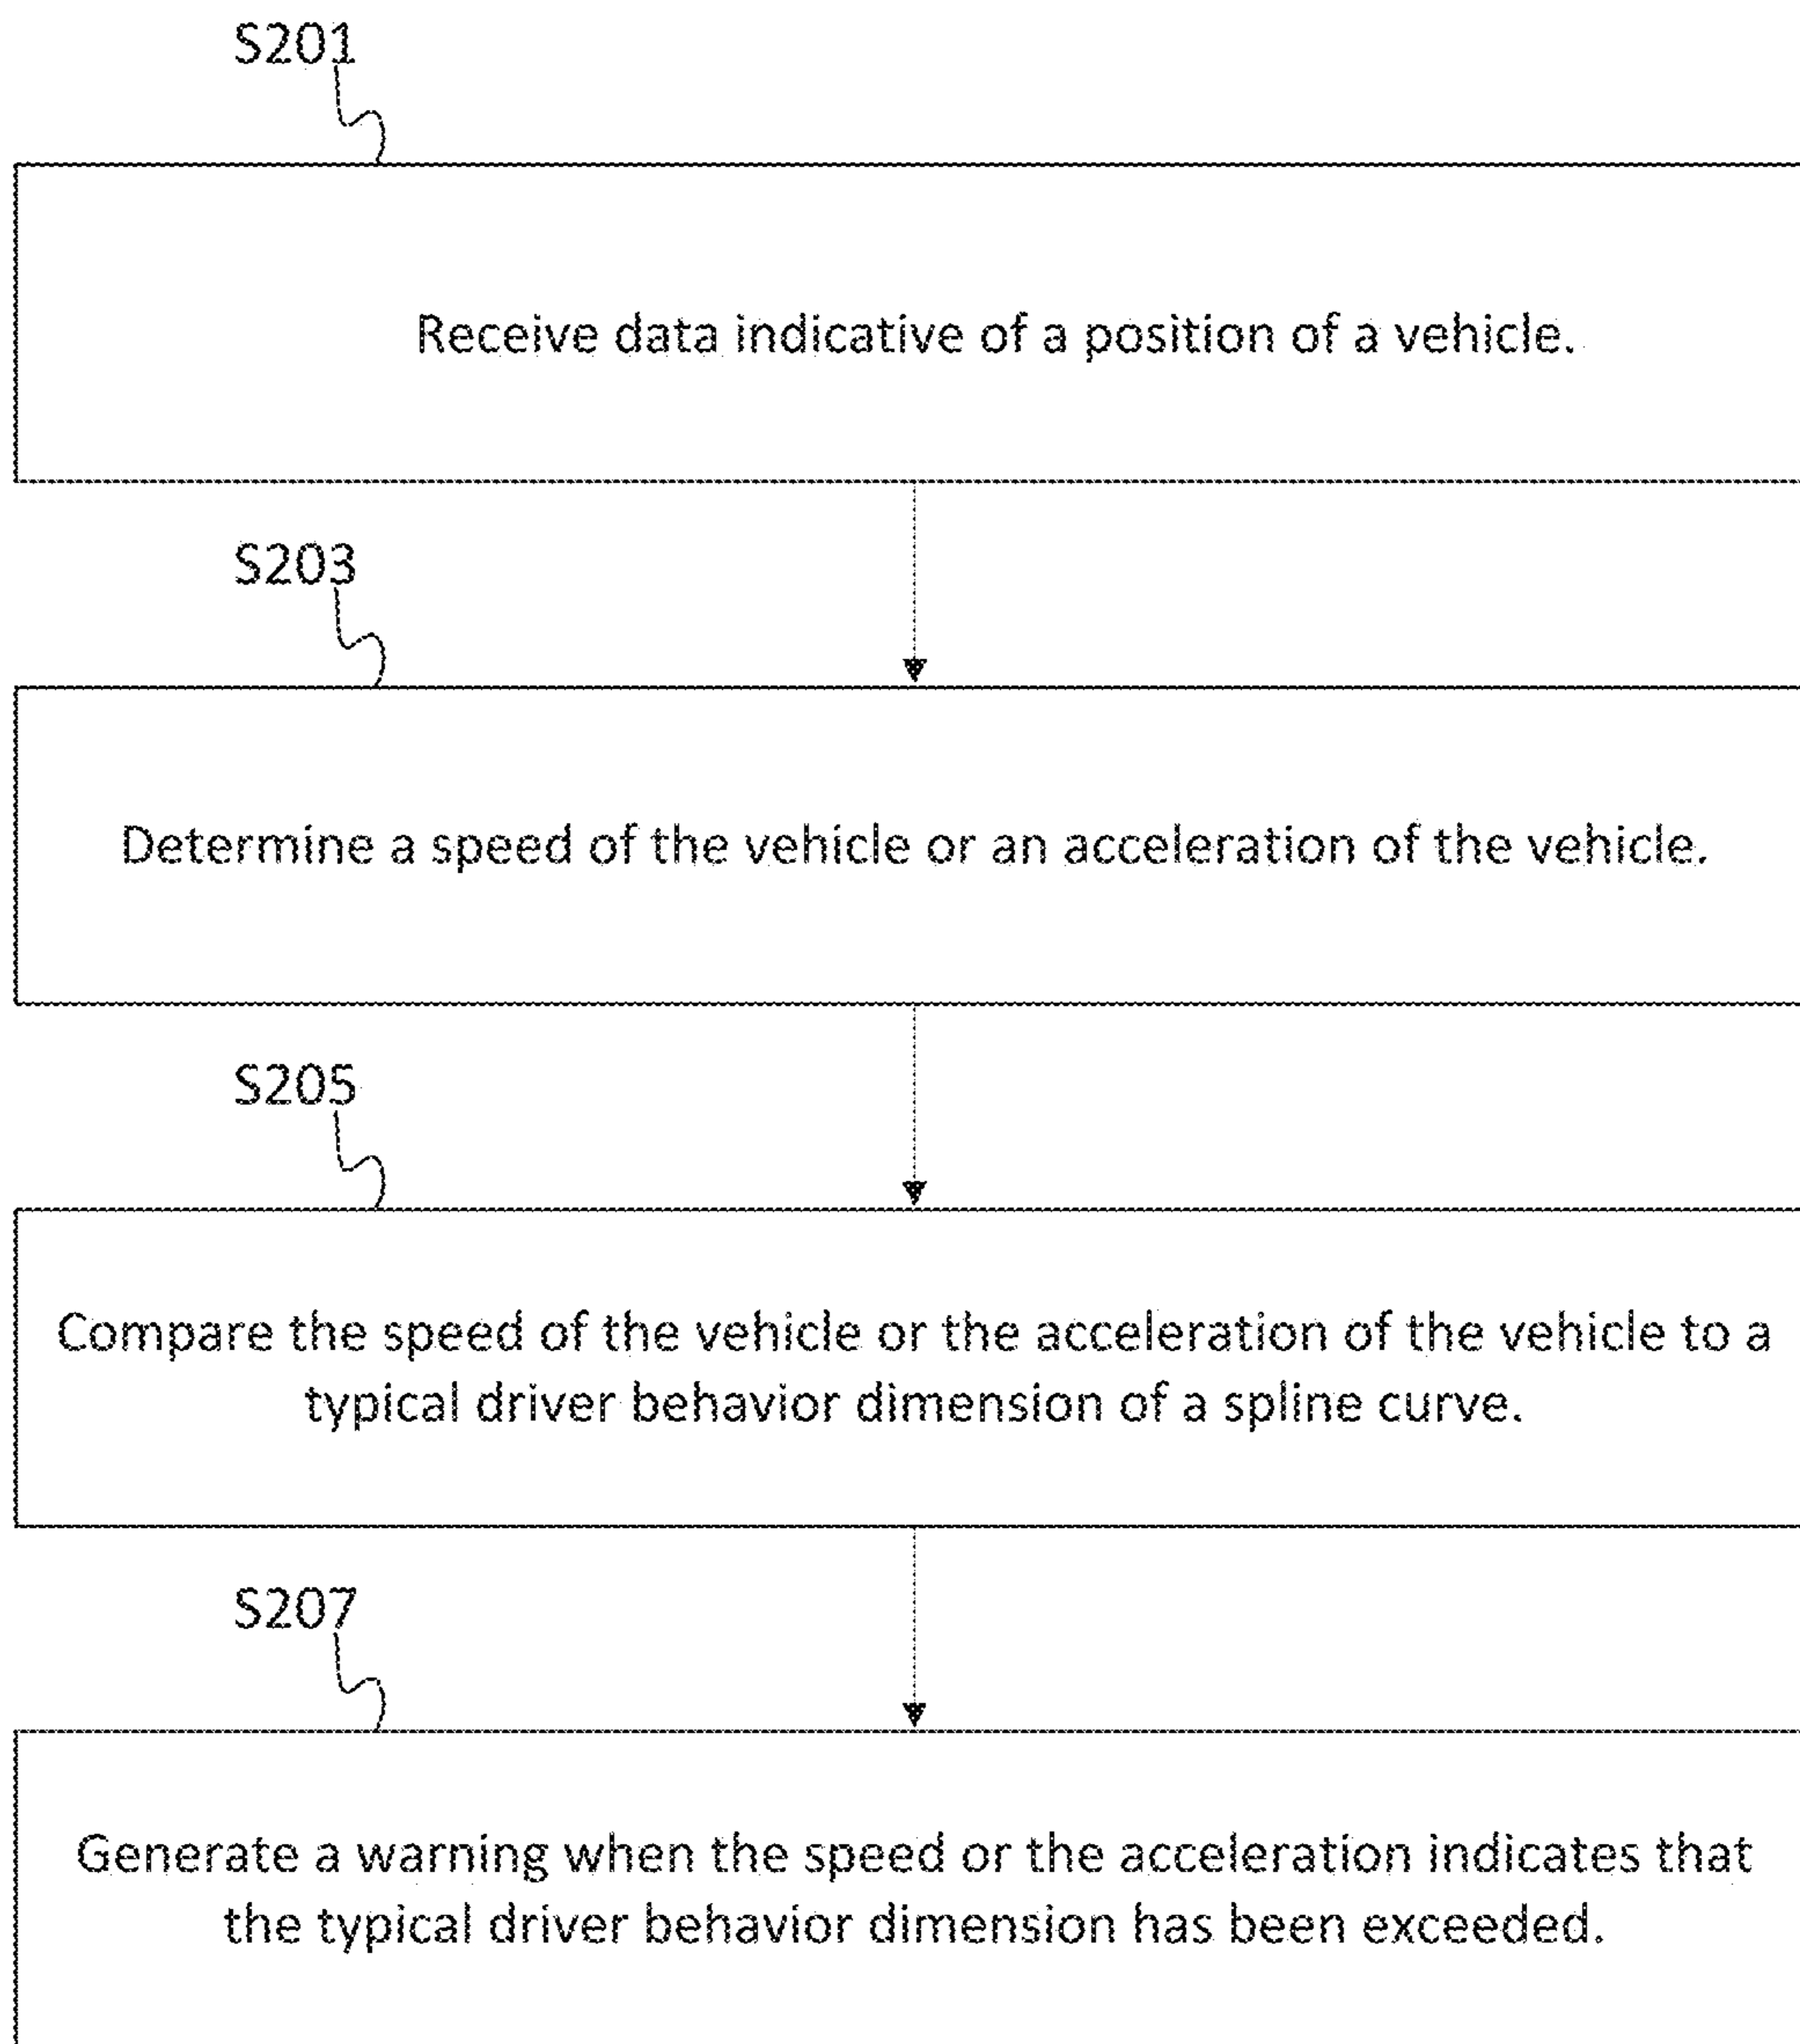 S201
Receive data indicative of a position of a vehicle.
S203
Determine a speed of the vehicle or an acceleration of the vehicle.
S205
Compare the speed of the vehicle or the acceleration of the vehicle to a
typical driver behavior dimension of a spline curve.
S207
Generate a warning when the speed or the acceleration indicates that
the typical driver behavior dimension has been exceeded.